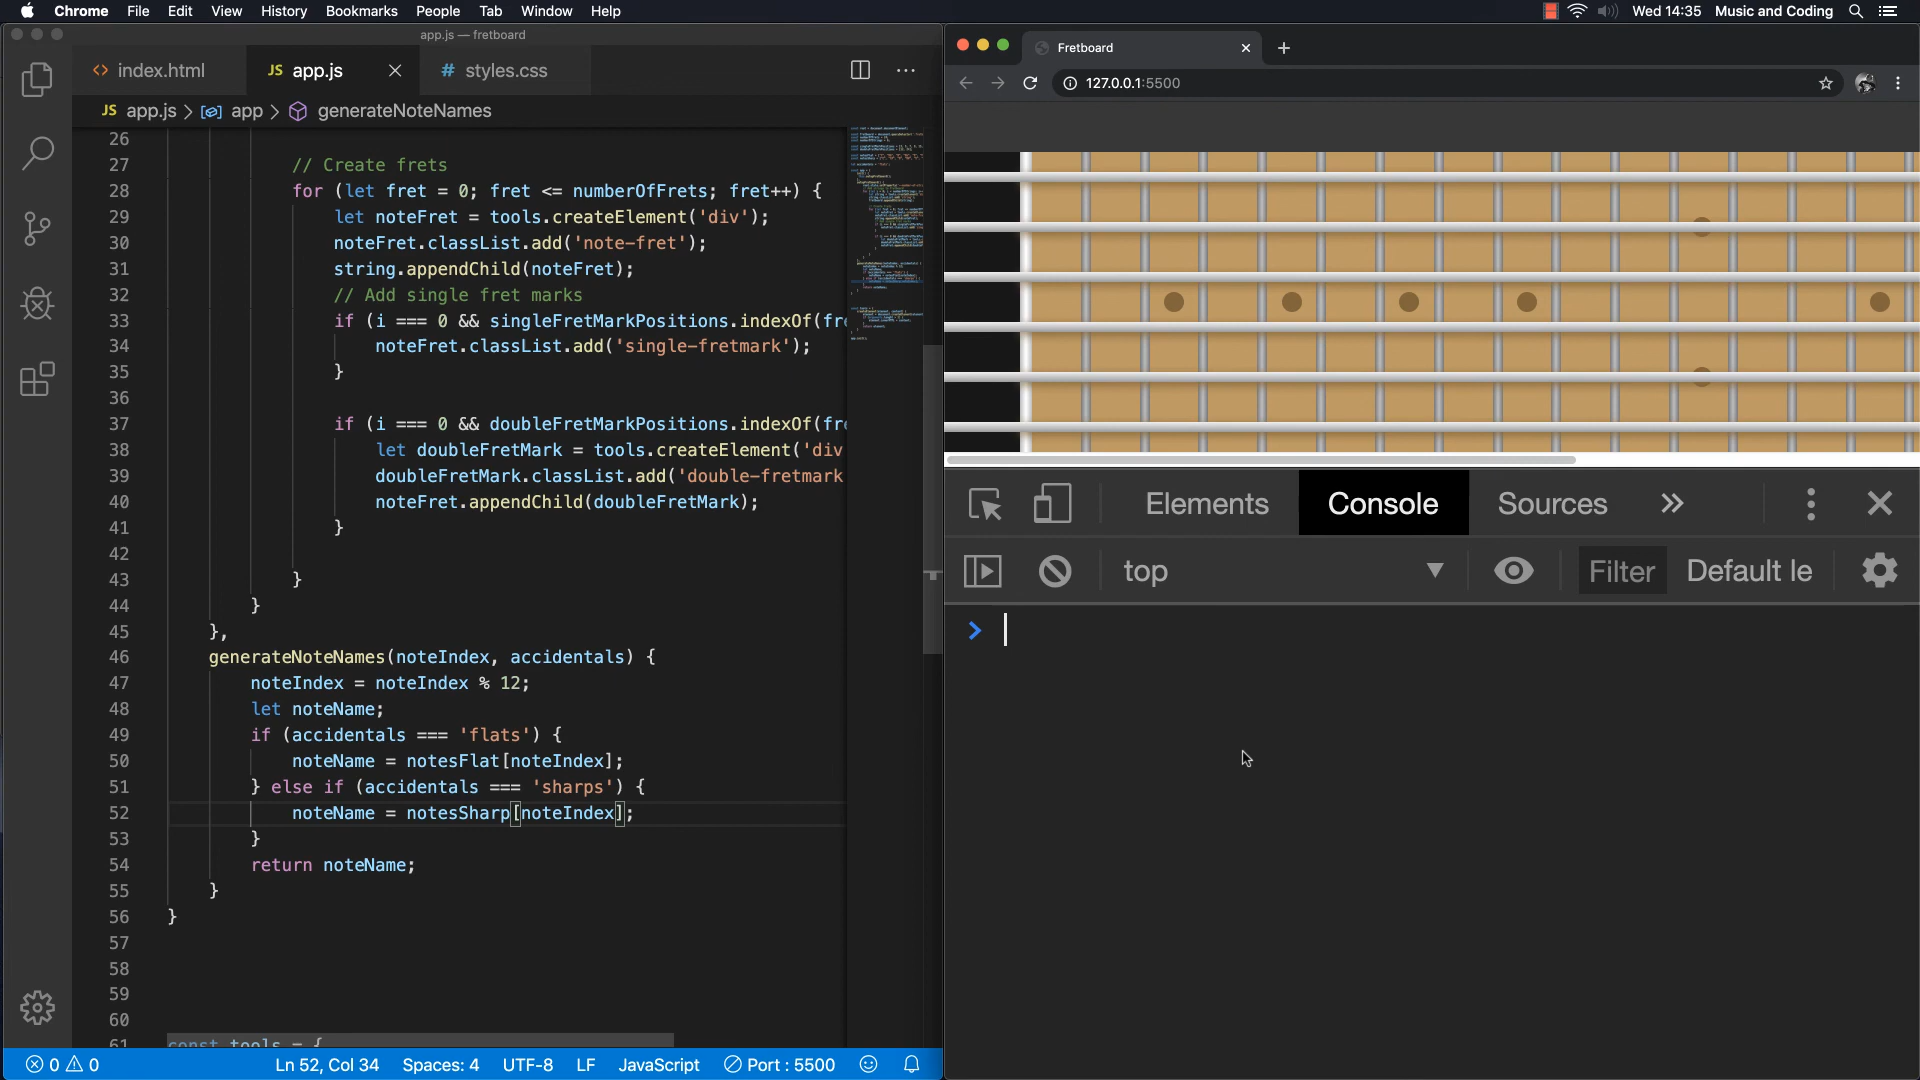 Chrome File Edit View History Bookmarks People Tab Window Help Wed 14:35 Music and Coding
app.js — fretboard
index.html JS app.js # styles.css
JS app.js > app > generateNoteNames
26
27 // Create frets
28 for (let fret = 0; fret <= numberOfFrets; fret++) {
29 let noteFret = tools.createElement('div');
30 noteFret.classList.add('note-fret');
31 string.appendChild(noteFret);
32 // Add single fret marks
33 if (i === 0 && singleFretMarkPositions.indexOf(fre
34 noteFret.classList.add('single-fretmark');
35 }
36
37 if (i === 0 && doubleFretMarkPositions.indexOf(fre
38 let doubleFretMark = tools.createElement('div
39 doubleFretMark.classList.add('double-fretmark
40 noteFret.appendChild(doubleFretMark);
41 }
42
43 }
44 }
45 },
46 generateNoteNames(noteIndex, accidentals) {
47 noteIndex = noteIndex % 12;
48 let noteName;
49 if (accidentals === 'flats') {
50 noteName = notesFlat[noteIndex];
51 } else if (accidentals === 'sharps') {
52 noteName = notesSharp[noteIndex];
53 }
54 return noteName;
55 }
56 }
57
58
59
60
61 const tools = {
0 0 Ln 52, Col 34 Spaces: 4 UTF-8 LF JavaScript Port : 5500
Fretboard
127.0.0.1:5500
Elements Console Sources »
top Filter Default le